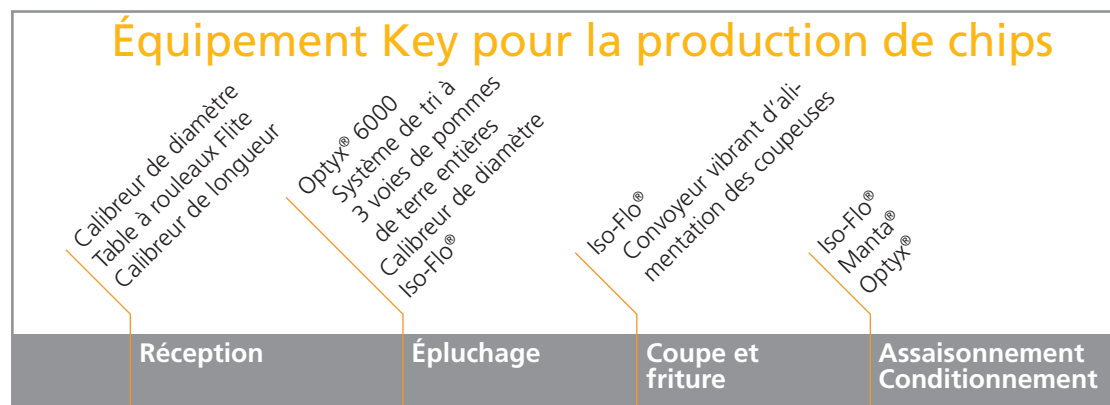 Équipement Key pour la production de chips
Calibreur de diamètre
Table à rouleaux Flite
Calibreur de longueur
Optyx® 6000
Système de tri à
3 voies de pommes
de terre entières
Calibreur de diamètre
Iso-Flo®
Iso-Flo®
Convoyeur vibrant d'ali-
mentation des coupeuses
Iso-Flo®
Manta®
Optyx®
Réception
Épluchage
Coupe et
friture
Assaisonnement
Conditionnement